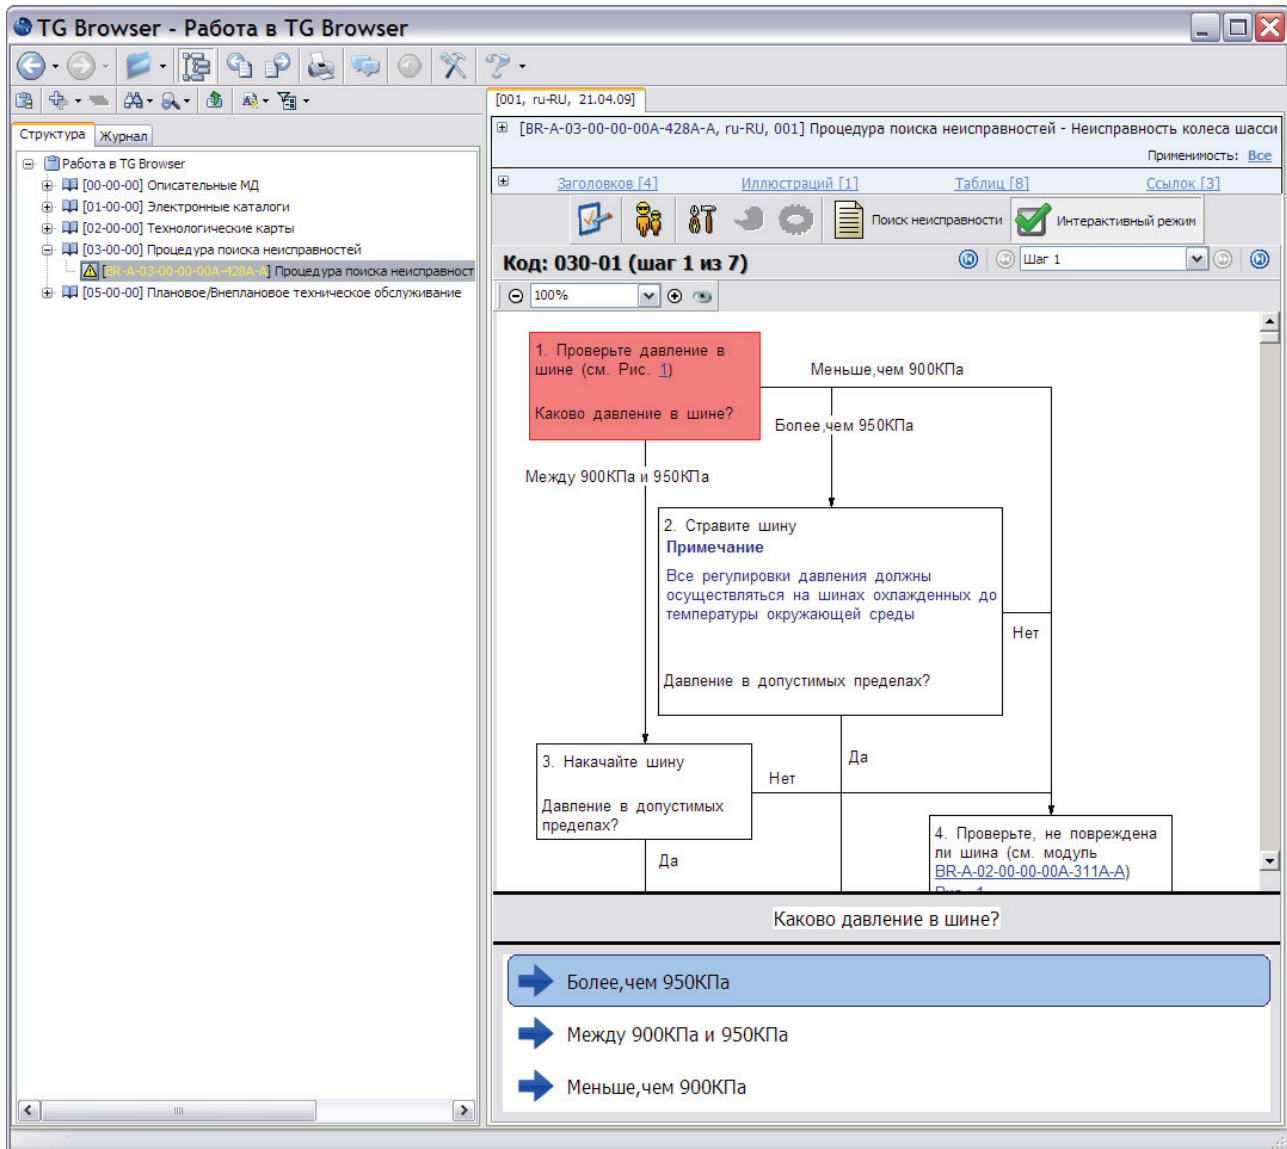 TG Browser - Работа в TG Browser
Структура
Журнал
Работа в TG Browser
[00-00-00] Описательные МД
[01-00-00] Электронные каталоги
[02-00-00] Технологические карты
[03-00-00] Процедура поиска неисправностей
[BR-A-03-00-00-00A-428A-A] Процедура поиска неисправност
[05-00-00] Плановое/Внеплановое техническое обслуживание
[001, ru-RU, 21.04.09]
[BR-A-03-00-00-00A-428A-A, ru-RU, 001] Процедура поиска неисправностей - Неисправность колеса шасси
Применимость: Все
Заголовков [4] Иллюстраций [1] Таблиц [8] Ссылок [3]
Поиск неисправности
Интерактивный режим
Код: 030-01 (шаг 1 из 7)
Шаг 1
100%
1. Проверьте давление в
шине (см. Рис. 1)
Каково давление в шине?
Меньше,чем 900КПа
Более,чем 950КПа
Между 900КПа и 950КПа
2. Стравите шину
Примечание
Все регулировки давления должны
осуществляться на шинах охлажденных до
температуры окружающей среды
Давление в допустимых пределах?
Нет
Да
3. Накачайте шину
Давление в допустимых
пределах?
Нет
Да
4. Проверьте, не повреждена
ли шина (см. модуль
BR-A-02-00-00-00A-311A-A)
Рис. 1
Каково давление в шине?
Более,чем 950КПа
Между 900КПа и 950КПа
Меньше,чем 900КПа